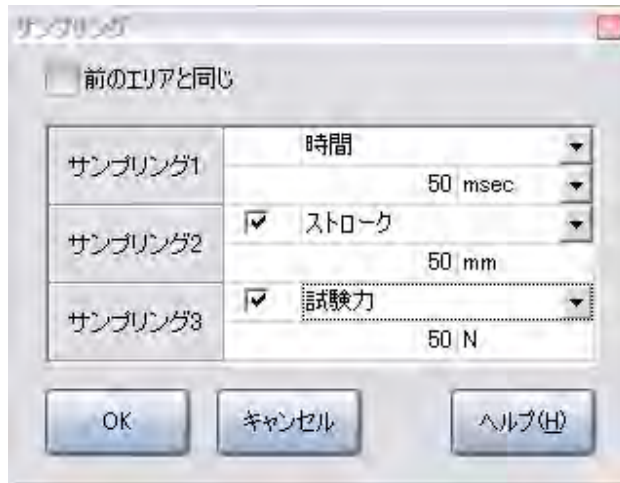 サンプリング
前のエリアと同じ
サンプリング1
時間
50 msec
サンプリング2
ストローク
50 mm
サンプリング3
試験力
50 N
OK
キャンセル
ヘルプ(H)